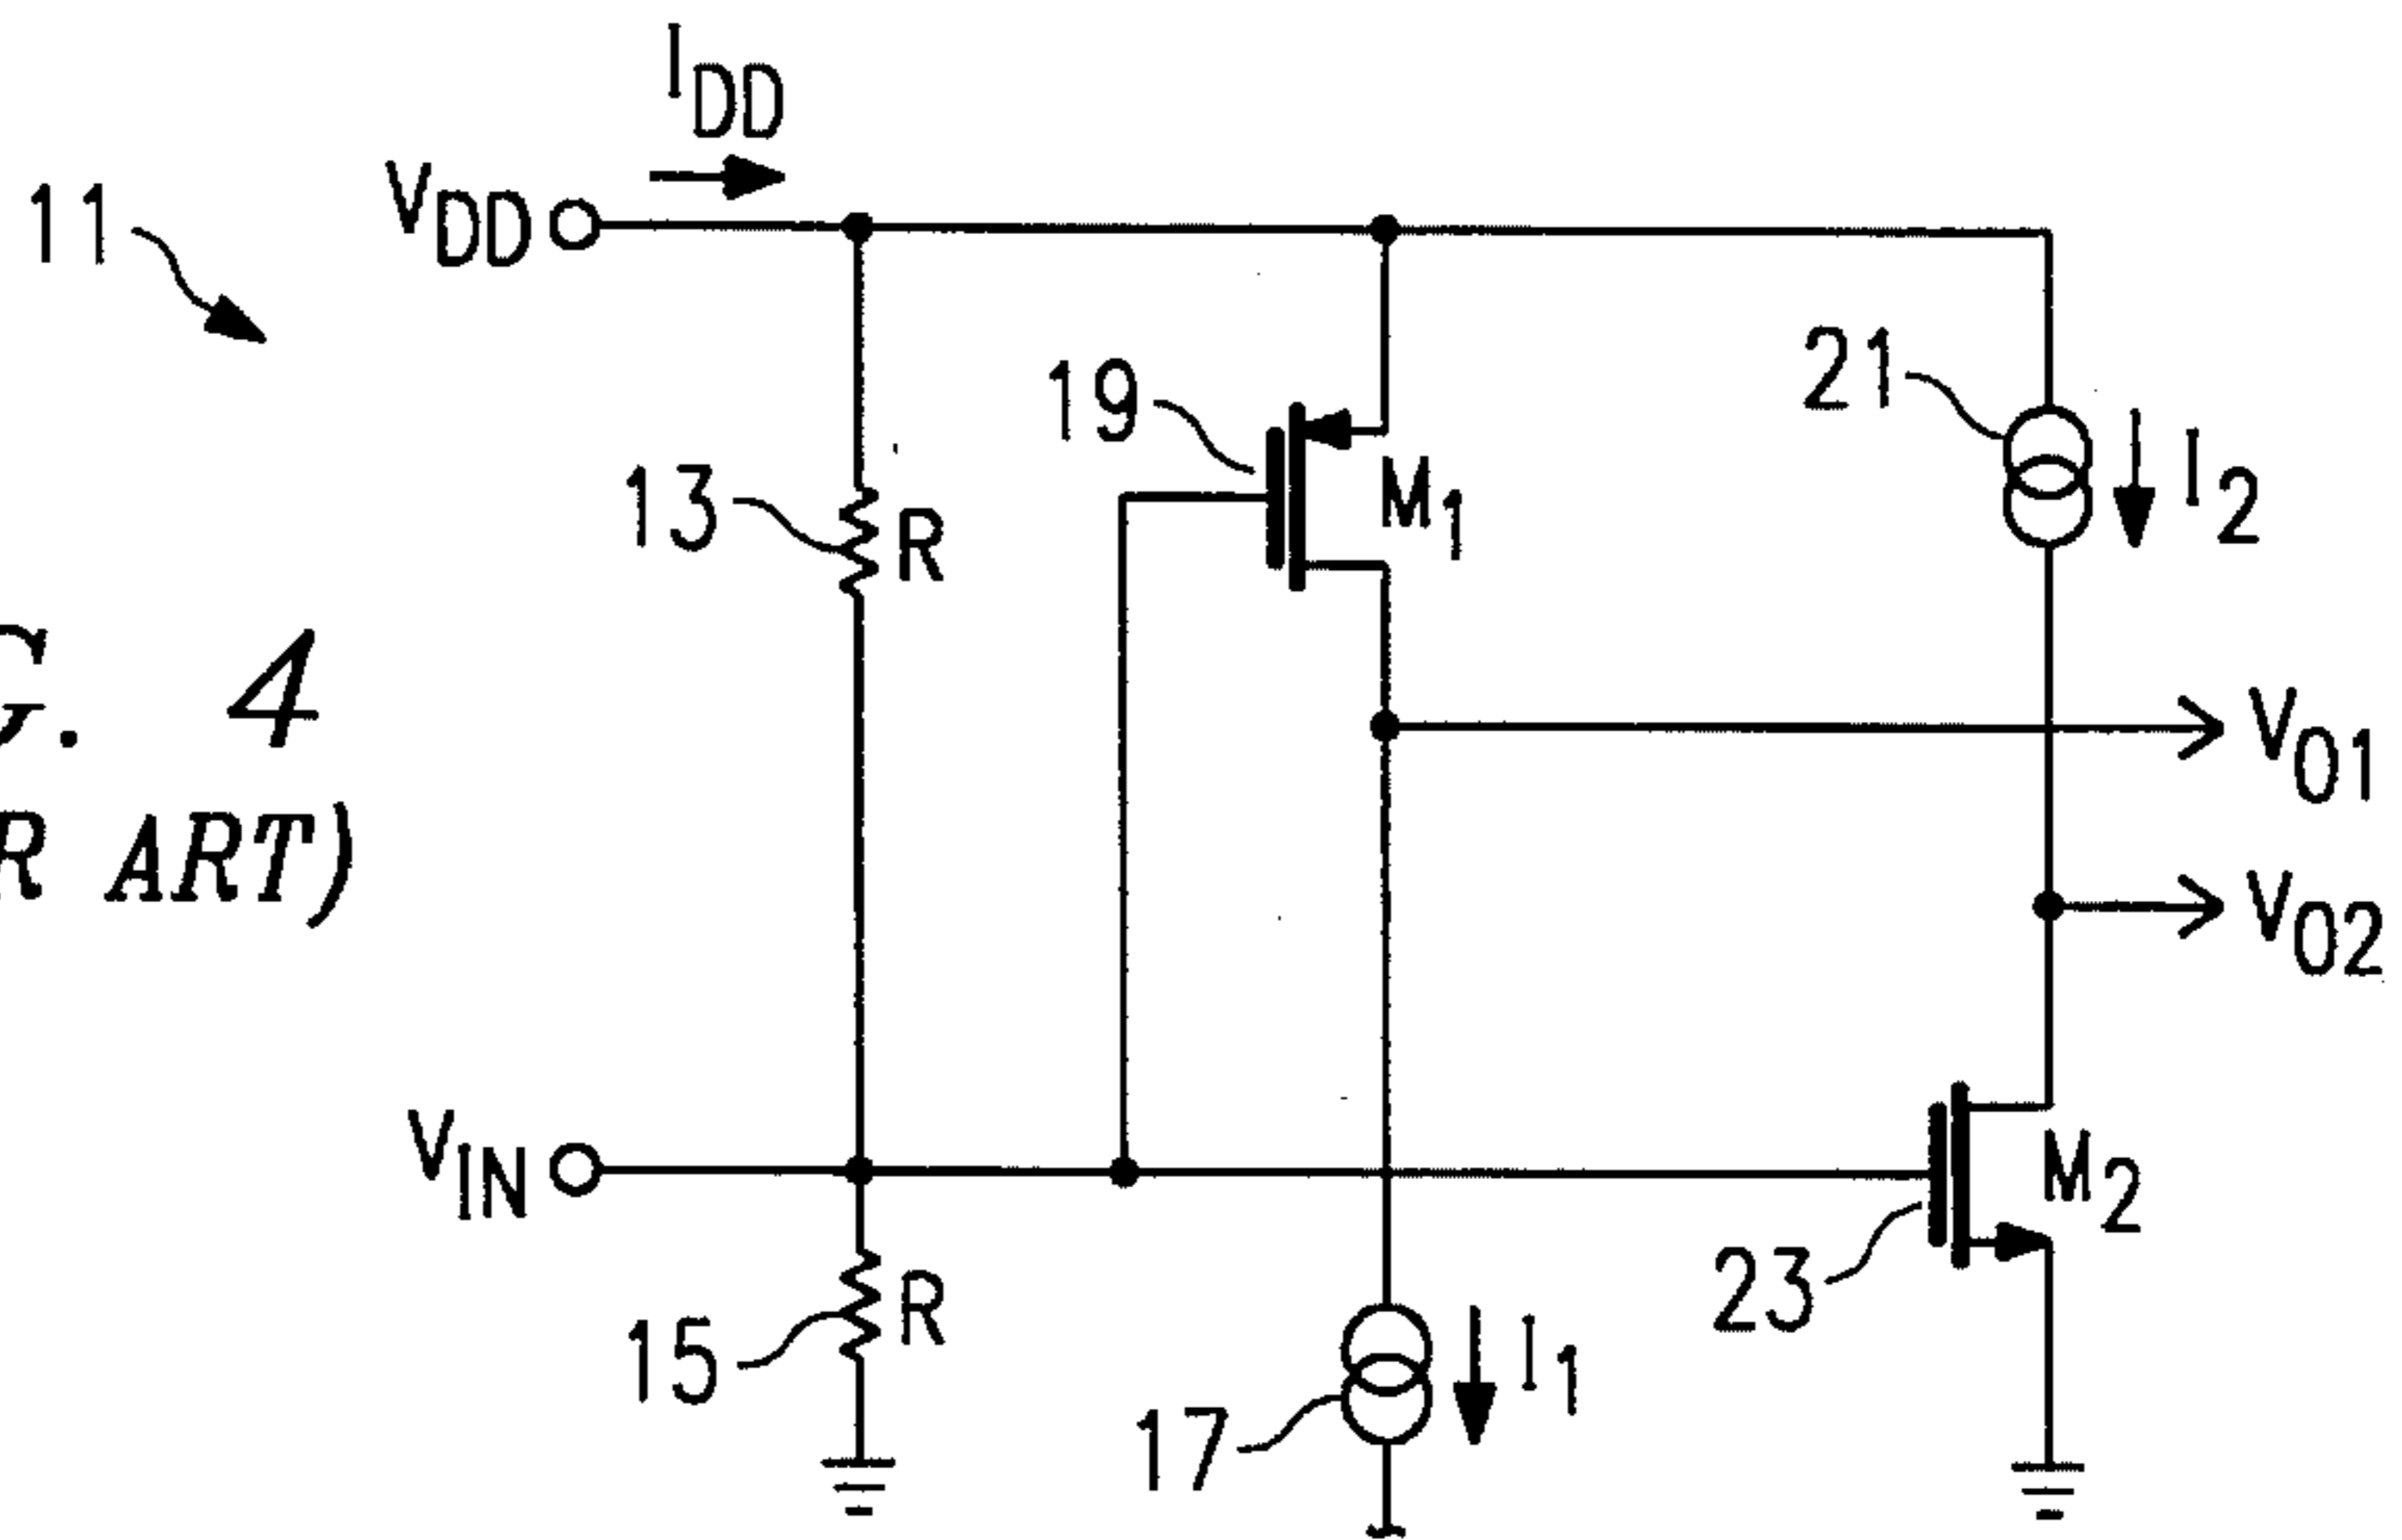 I_DD
11
V_DD
21
19
I_2
13
R
M_1
4
V_O1
ART)
V_O2
V_IN
M_2
23
R
15
I_1
17